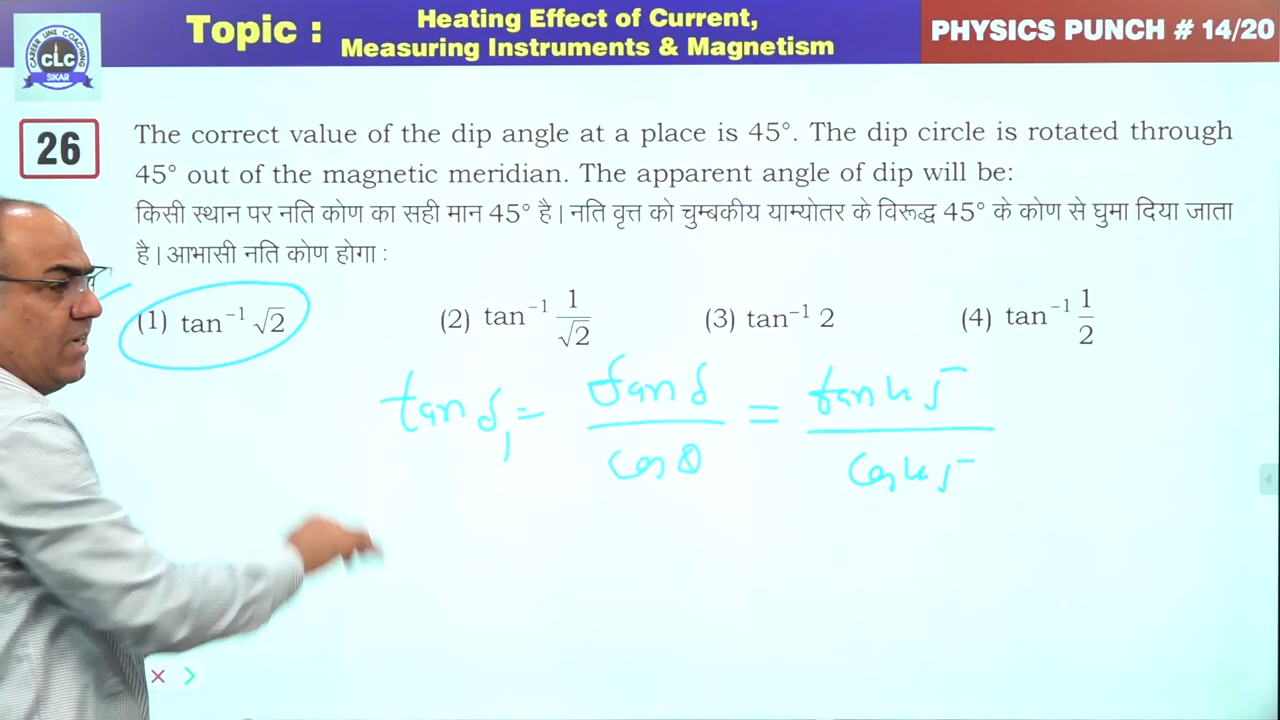 Topic : Heating Effect of Current,
Measuring Instruments & Magnetism
PHYSICS PUNCH # 14/20
CAREER LINE COACHING
CLC
SIKAR
26
The correct value of the dip angle at a place is 45°. The dip circle is rotated through
45° out of the magnetic meridian. The apparent angle of dip will be:
किसी स्थान पर नति कोण का सही मान 45° है। नति वृत्त को चुम्बकीय याम्योतर के विरूद्ध 45° के कोण से घुमा दिया जाता
है। आभासी नति कोण होगा :
(1) tan⁻¹ √2 (2) tan⁻¹ 1/√2 (3) tan⁻¹ 2 (4) tan⁻¹ 1/2
tan δ₁ = tan δ / cos θ = tan 45 / cos 45